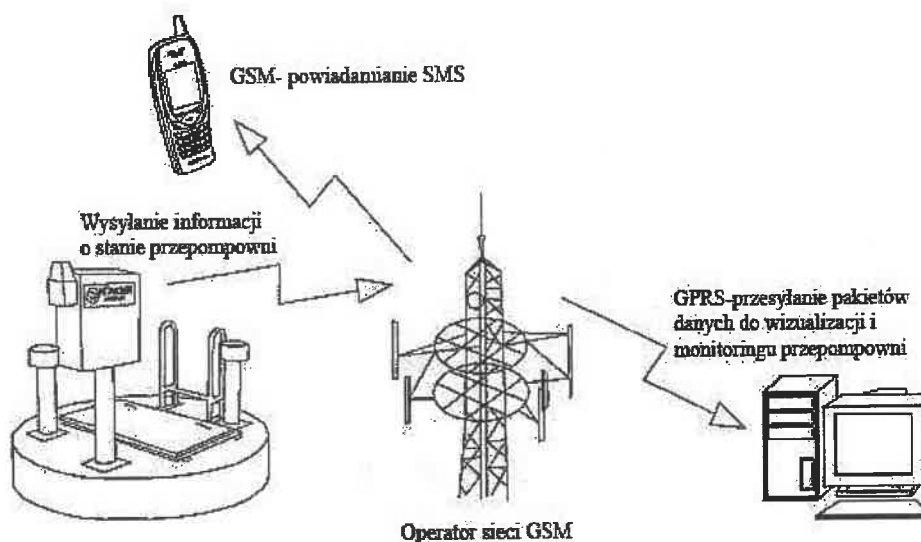 GSM- powiadamianie SMS
Wysyłanie informacji
o stanie przepompowni
GPRS-przesyłanie pakietów
danych do wizualizacji i
monitoringu przepompowni
Operator sieci GSM